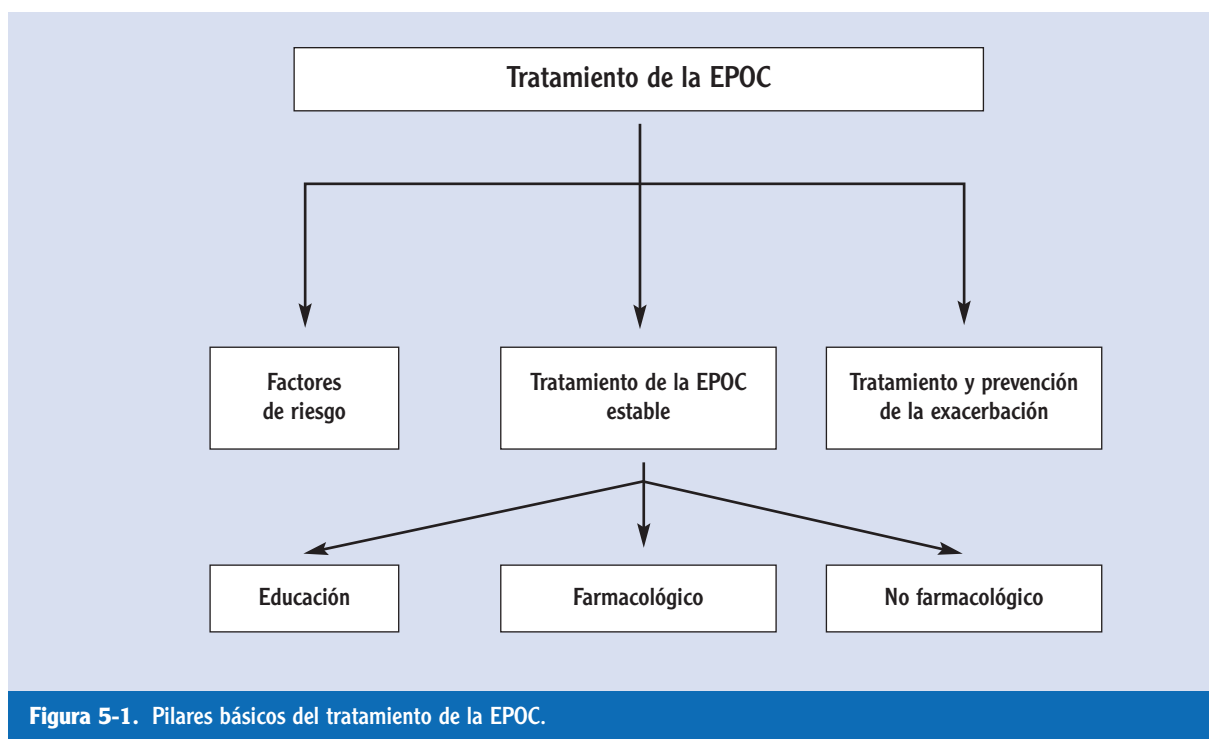 Tratamiento de la EPOC
Factores
de riesgo
Tratamiento de la EPOC
estable
Tratamiento y prevención
de la exacerbación
Educación
Farmacológico
No farmacológico
Figura 5-1. Pilares básicos del tratamiento de la EPOC.